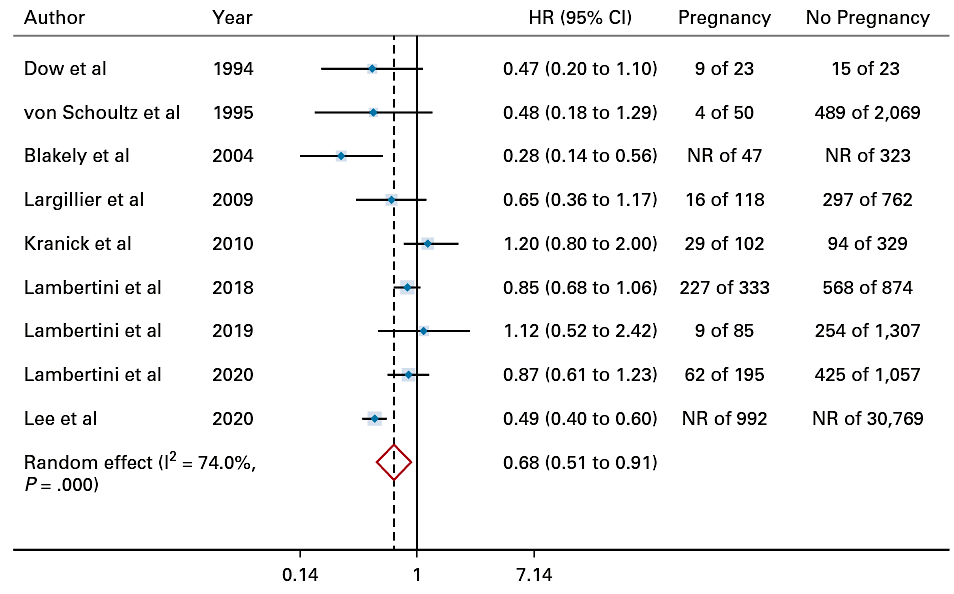 Author Year HR (95% CI) Pregnancy No Pregnancy
Dow et al 1994 0.47 (0.20 to 1.10) 9 of 23 15 of 23
von Schoultz et al 1995 0.48 (0.18 to 1.29) 4 of 50 489 of 2,069
Blakely et al 2004 0.28 (0.14 to 0.56) NR of 47 NR of 323
Largillier et al 2009 0.65 (0.36 to 1.17) 16 of 118 297 of 762
Kranick et al 2010 1.20 (0.80 to 2.00) 29 of 102 94 of 329
Lambertini et al 2018 0.85 (0.68 to 1.06) 227 of 333 568 of 874
Lambertini et al 2019 1.12 (0.52 to 2.42) 9 of 85 254 of 1,307
Lambertini et al 2020 0.87 (0.61 to 1.23) 62 of 195 425 of 1,057
Lee et al 2020 0.49 (0.40 to 0.60) NR of 992 NR of 30,769
Random effect (I² = 74.0%, 0.68 (0.51 to 0.91)
P = .000)
0.14 1 7.14